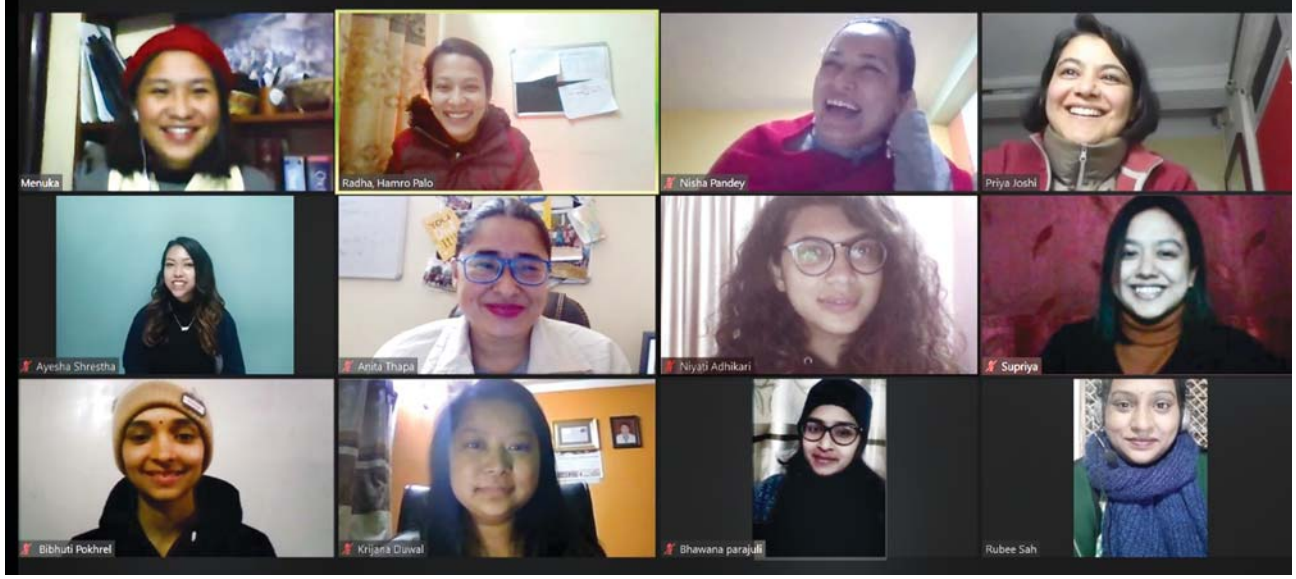 Menuka
Radha, Hamro Palo
Nisha Pandey
Priya Joshi
YOU
Ayesha Shrestha
Anita Thapa
Niyati Adhikari
Supriya
Bibhuti Pokhrel
Krijana Duwal
Bhawana parajuli
Rubee Sah